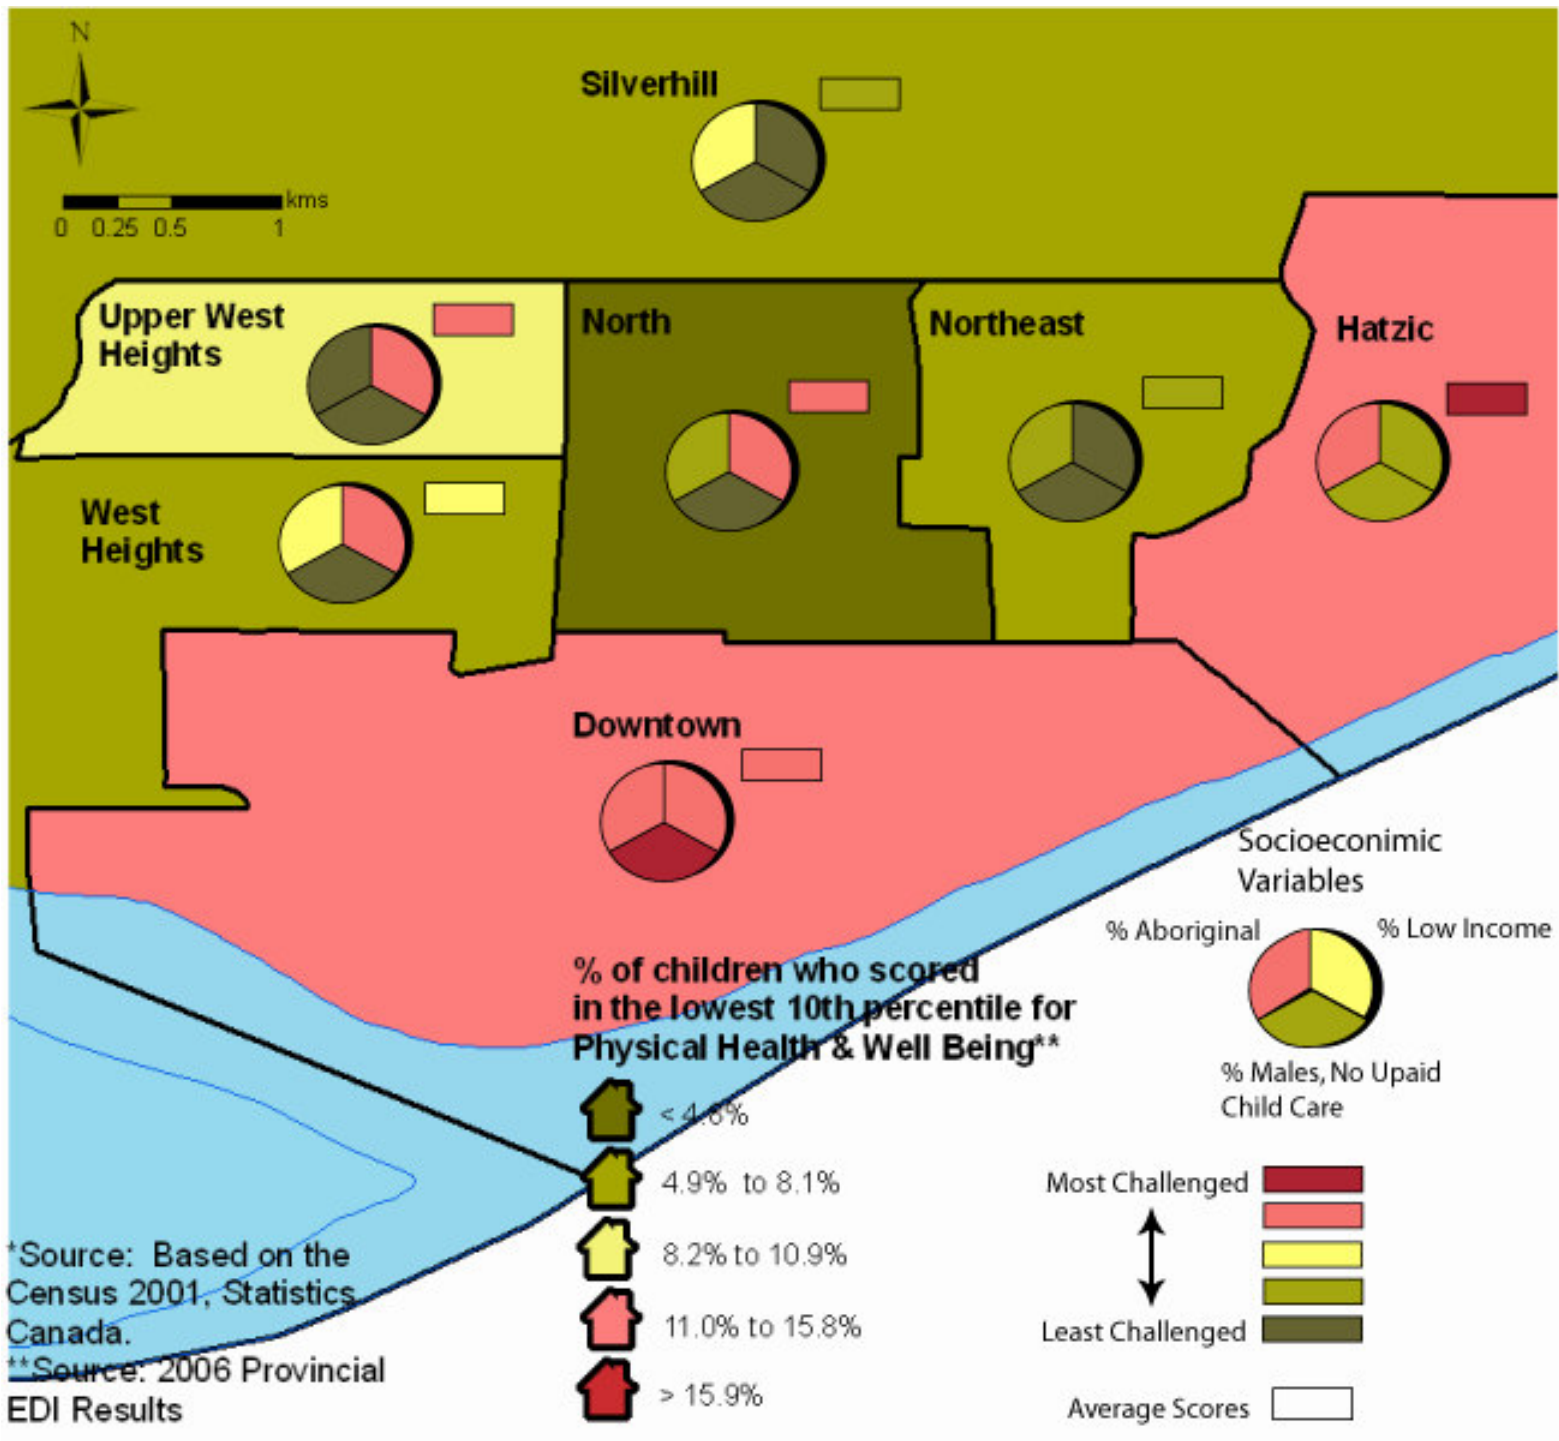 N
kms
0 0.25 0.5 1
Silverhill
Upper West
Heights
North
Northeast
Hatzic
West
Heights
Downtown
Socioeconimic
Variables
% Aboriginal
% Low Income
% Males, No Upaid
Child Care
% of children who scored
in the lowest 10th percentile for
Physical Health & Well Being**
< 4.8%
4.9% to 8.1%
8.2% to 10.9%
11.0% to 15.8%
> 15.9%
Most Challenged
Least Challenged
Average Scores
*Source: Based on the
Census 2001, Statistics
Canada.
**Source: 2006 Provincial
EDI Results